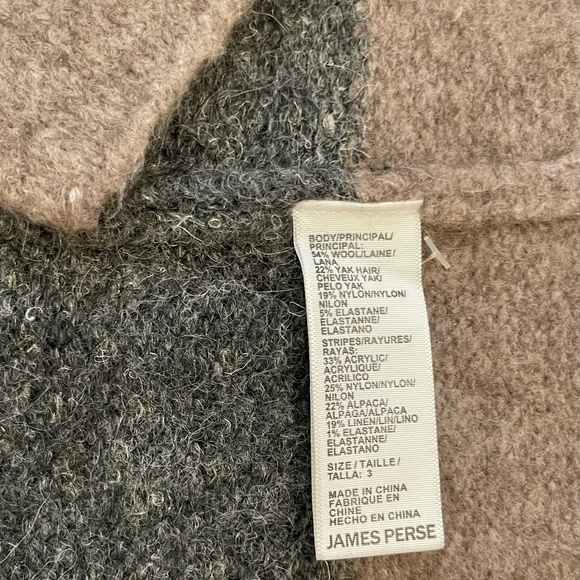 BODY/PRINCIPAL/
PRINCIPAL:
54% WOOL/LAINE/
LANA
22% YAK HAIR/
CHEVEUX YAK/
PELO YAK
19% NYLON/NYLON/
NILON
5% ELASTANE/
ELASTANNE/
ELASTANO
STRIPES/RAYURES/
RAYAS:
33% ACRYLIC/
ACRYLIQUE/
ACRILICO
25% NYLON/NYLON/
NILON
22% ALPACA/
ALPAGA/ALPACA
19% LINEN/LIN/LINO
1% ELASTANE/
ELASTANNE/
ELASTANO
SIZE / TAILLE /
TALLA: 3
MADE IN CHINA
FABRIQUE EN
CHINE
HECHO EN CHINA
JAMES PERSE